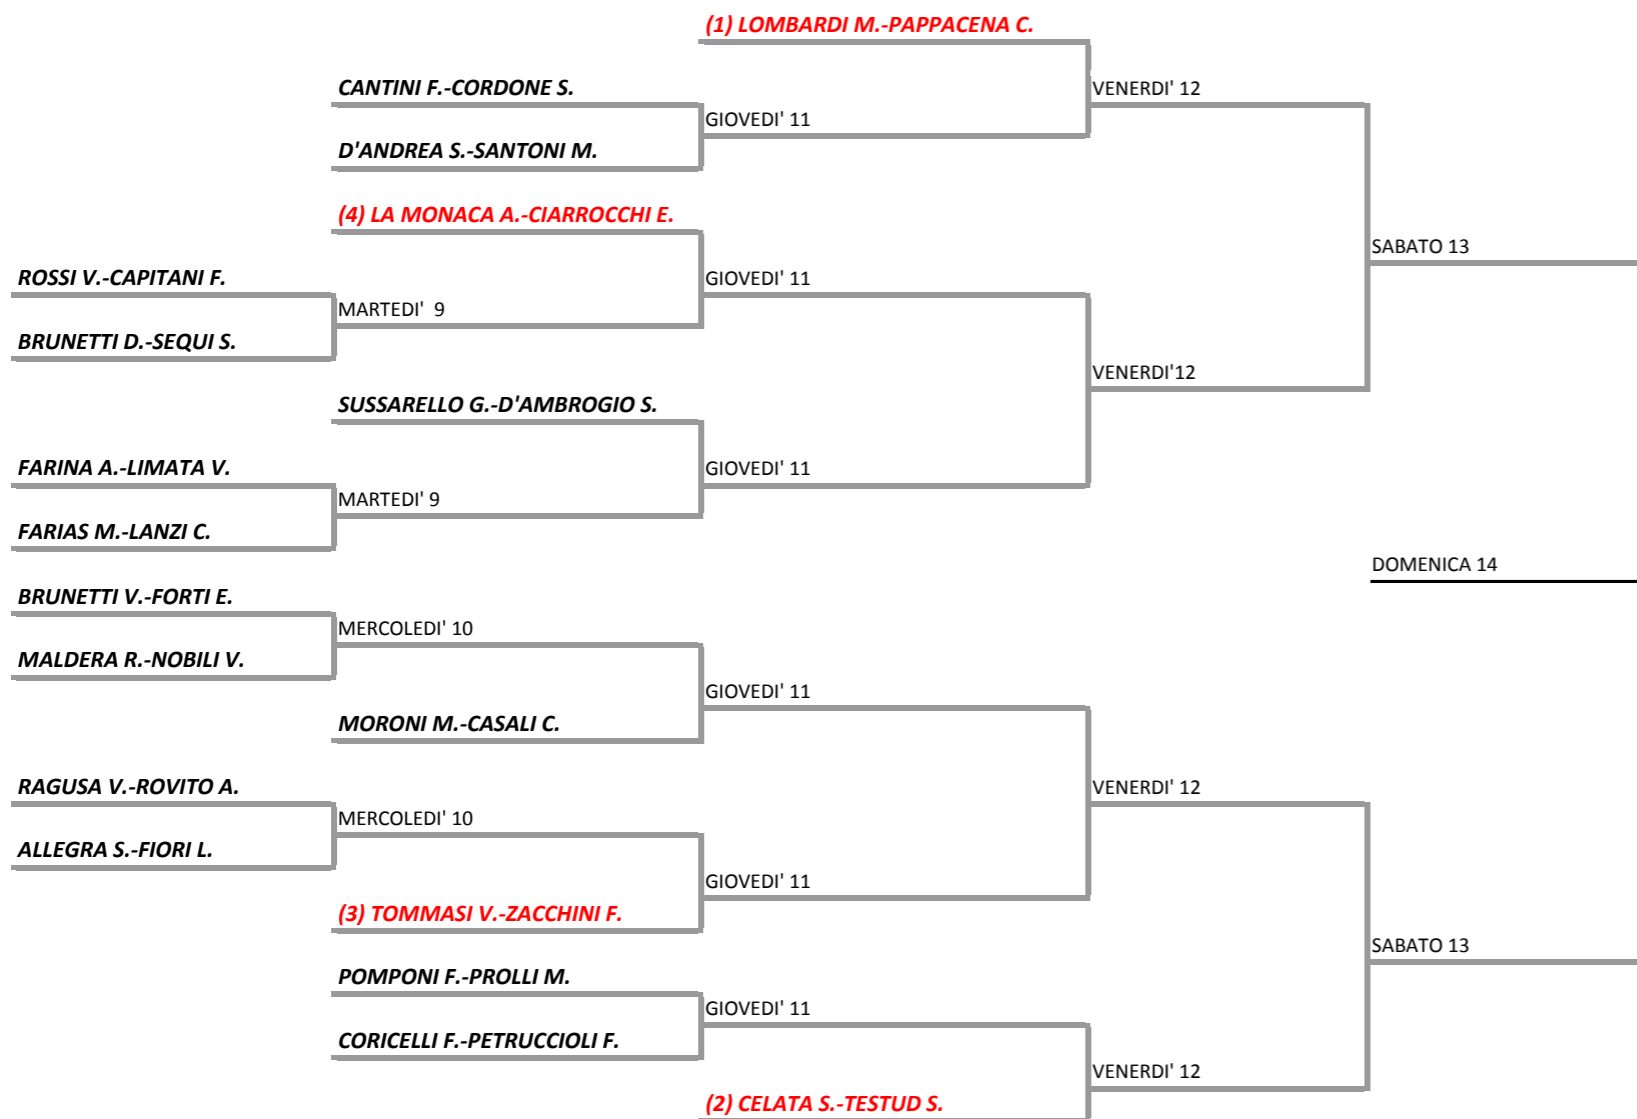 (1) LOMBARDI M.-PAPPACENA C.
CANTINI F.-CORDONE S.
VENERDI' 12
GIOVEDI' 11
D'ANDREA S.-SANTONI M.
(4) LA MONACA A.-CIARROCCHI E.
SABATO 13
ROSSI V.-CAPITANI F.
GIOVEDI' 11
MARTEDI'  9
BRUNETTI D.-SEQUI S.
VENERDI'12
SUSSARELLO G.-D'AMBROGIO S.
FARINA A.-LIMATA V.
GIOVEDI' 11
MARTEDI' 9
FARIAS M.-LANZI C.
DOMENICA 14
BRUNETTI V.-FORTI E.
MERCOLEDI' 10
MALDERA R.-NOBILI V.
GIOVEDI' 11
MORONI M.-CASALI C.
RAGUSA V.-ROVITO A.
VENERDI' 12
MERCOLEDI' 10
ALLEGRA S.-FIORI L.
GIOVEDI' 11
(3) TOMMASI V.-ZACCHINI F.
SABATO 13
POMPONI F.-PROLLI M.
GIOVEDI' 11
CORICELLI F.-PETRUCCIOLI F.
VENERDI' 12
(2) CELATA S.-TESTUD S.